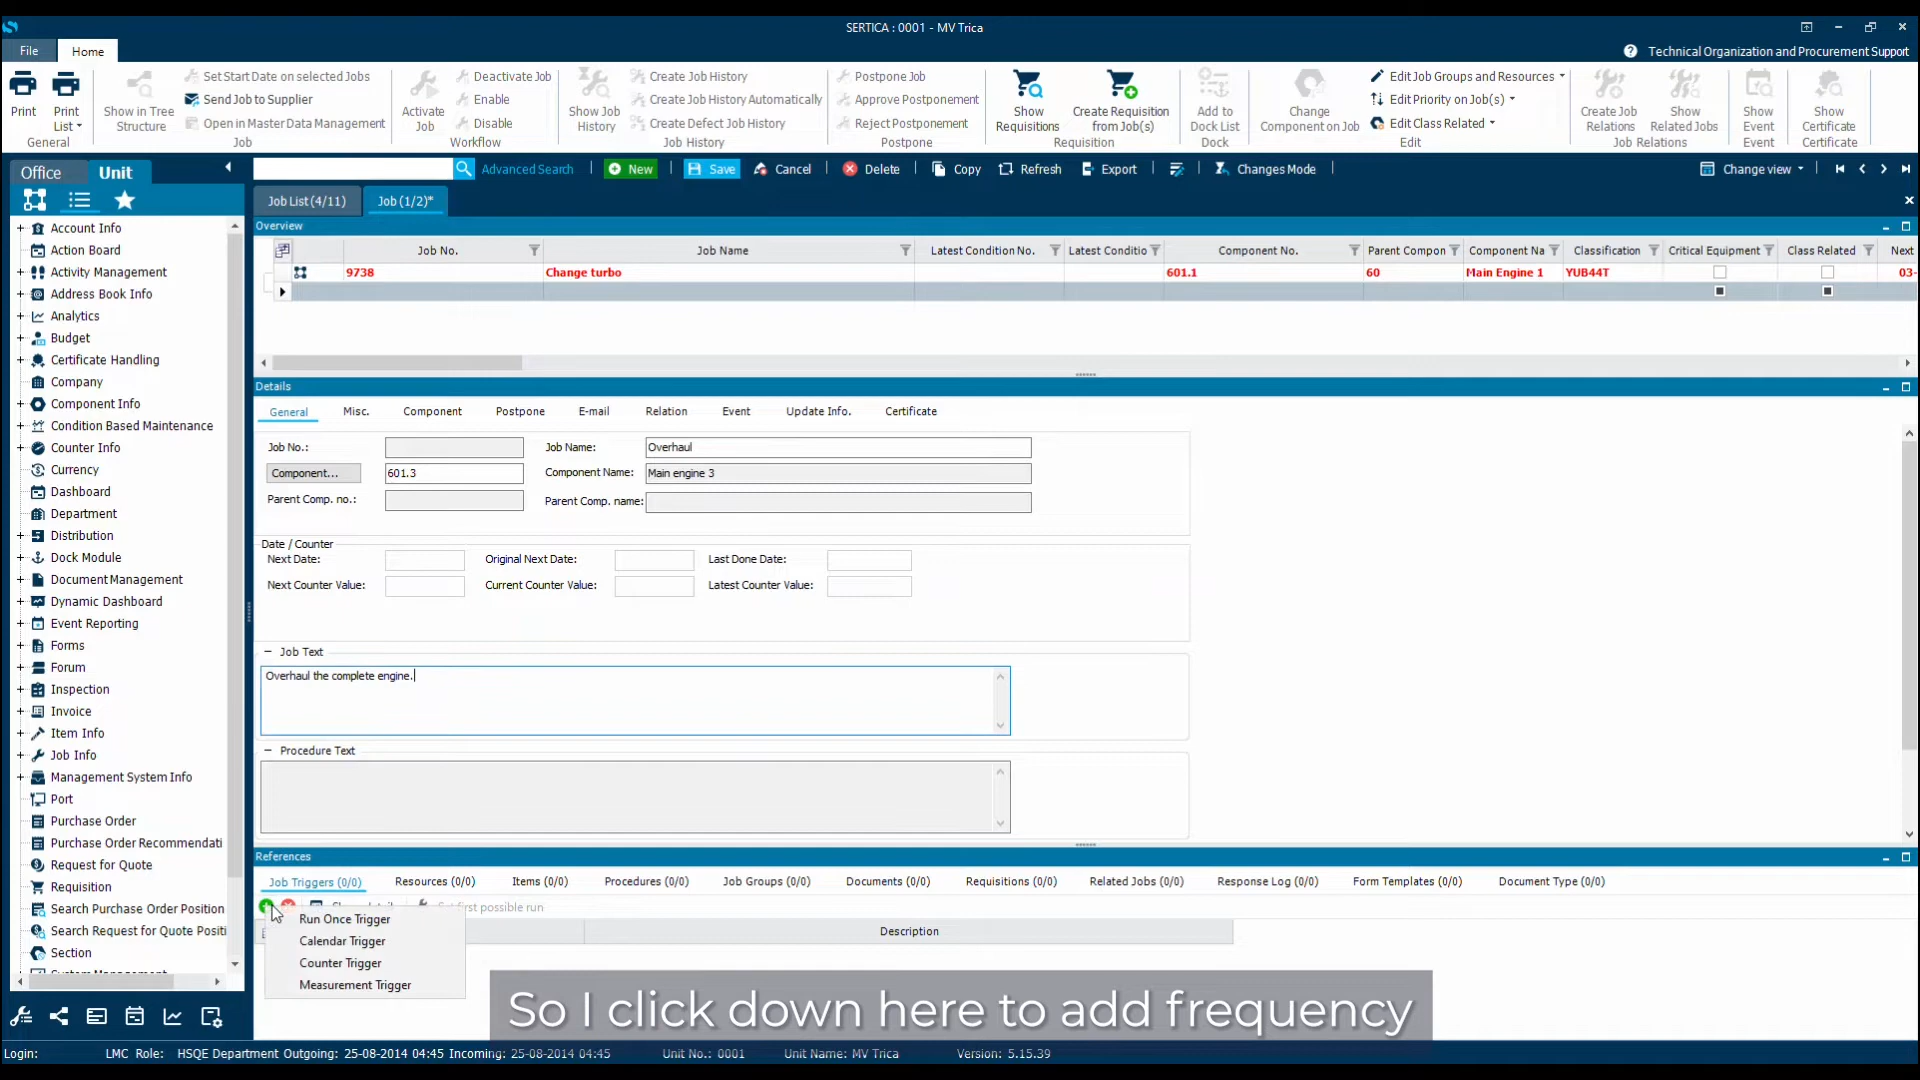 SERTICA : 0001 - MV Trica
File
Home
Technical Organization and Procurement Support
Print
Print List
General
Show in Tree Structure
Set Start Date on selected Jobs
Send Job to Supplier
Open in Master Data Management
Job
Activate Job
Deactivate Job
Enable
Disable
Workflow
Show Job History
Create Job History
Create Job History Automatically
Create Defect Job History
Job History
Postpone Job
Approve Postponement
Reject Postponement
Postpone
Show Requisitions
Create Requisition from Job(s)
Requisition
Add to Dock List
Dock
Change Component on Job
Edit Job Groups and Resources
Edit Priority on Job(s)
Edit Class Related
Edit
Create Job Relations
Show Related Jobs
Job Relations
Show Event
Event
Show Certificate
Certificate
Office
Unit
Advanced Search
New
Save
Cancel
Delete
Copy
Refresh
Export
Changes Mode
Change view
Job List (4/11)
Job (1/2)*
Overview
Job No.
Job Name
Latest Condition No.
Latest Conditio
Component No.
Parent Compon
Component Na
Classification
Critical Equipment
Class Related
Next
9738
Change turbo
601.1
60
Main Engine 1
YUB44T
03-
Account Info
Action Board
Activity Management
Address Book Info
Analytics
Budget
Certificate Handling
Company
Component Info
Condition Based Maintenance
Counter Info
Currency
Dashboard
Department
Distribution
Dock Module
Document Management
Dynamic Dashboard
Event Reporting
Forms
Forum
Inspection
Invoice
Item Info
Job Info
Management System Info
Port
Purchase Order
Purchase Order Recommendati
Request for Quote
Requisition
Search Purchase Order Position
Search Request for Quote Positi
Section
Details
General
Misc.
Component
Postpone
E-mail
Relation
Event
Update Info.
Certificate
Job No.:
Job Name:
Overhaul
Component...
601.3
Component Name:
Main engine 3
Parent Comp. no.:
Parent Comp. name:
Date / Counter
Next Date:
Original Next Date:
Last Done Date:
Next Counter Value:
Current Counter Value:
Latest Counter Value:
Job Text
Overhaul the complete engine.
Procedure Text
References
Job Triggers (0/0)
Resources (0/0)
Items (0/0)
Procedures (0/0)
Job Groups (0/0)
Documents (0/0)
Requisitions (0/0)
Related Jobs (0/0)
Response Log (0/0)
Form Templates (0/0)
Document Type (0/0)
Set first possible run
Description
Run Once Trigger
Calendar Trigger
Counter Trigger
Measurement Trigger
So I click down here to add frequency
Login:
LMC Role:
HSQE Department Outgoing: 25-08-2014 04:45 Incoming: 25-08-2014 04:45
Unit No.: 0001
Unit Name: MV Trica
Version: 5.15.39